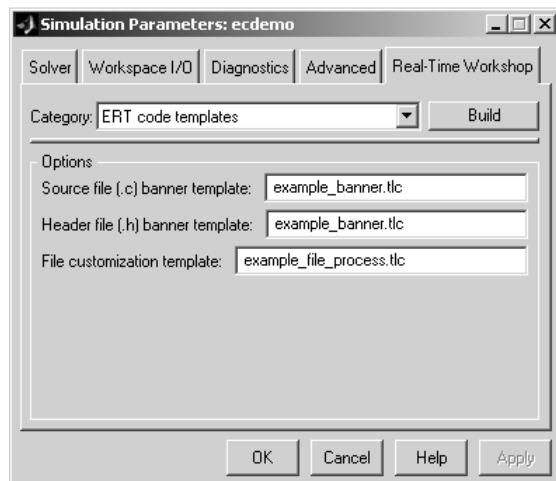 Simulation Parameters: ecdemo
Solver Workspace I/O Diagnostics Advanced Real-Time Workshop
Category: ERT code templates Build
Options
Source file (.c) banner template: example_banner.tlc
Header file (.h) banner template: example_banner.tlc
File customization template: example_file_process.tlc
OK Cancel Help Apply